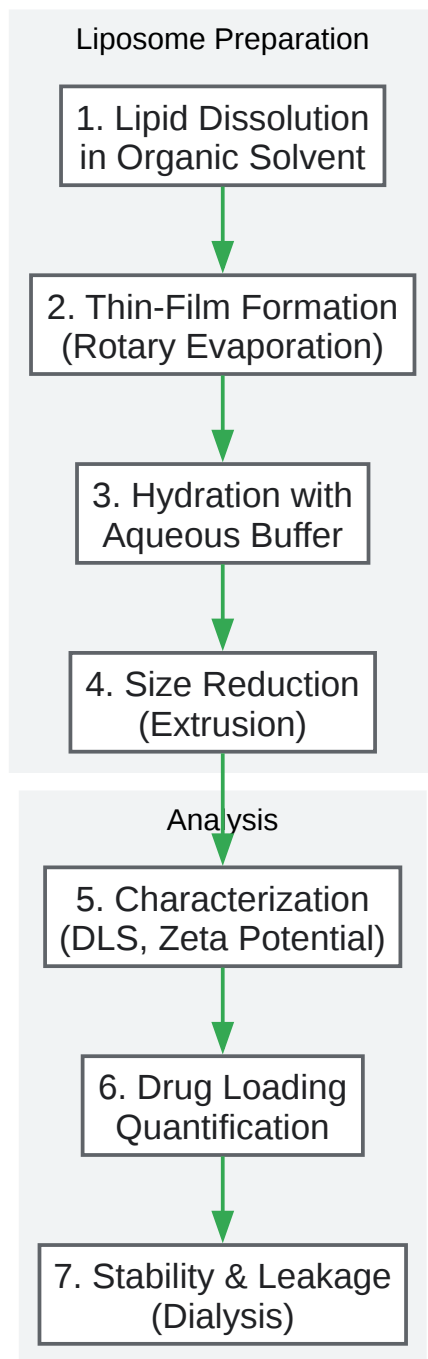 Liposome Preparation
1. Lipid Dissolution
in Organic Solvent
2. Thin-Film Formation
(Rotary Evaporation)
3. Hydration with
Aqueous Buffer
4. Size Reduction
(Extrusion)
Analysis
5. Characterization
(DLS, Zeta Potential)
6. Drug Loading
Quantification
7. Stability & Leakage
(Dialysis)